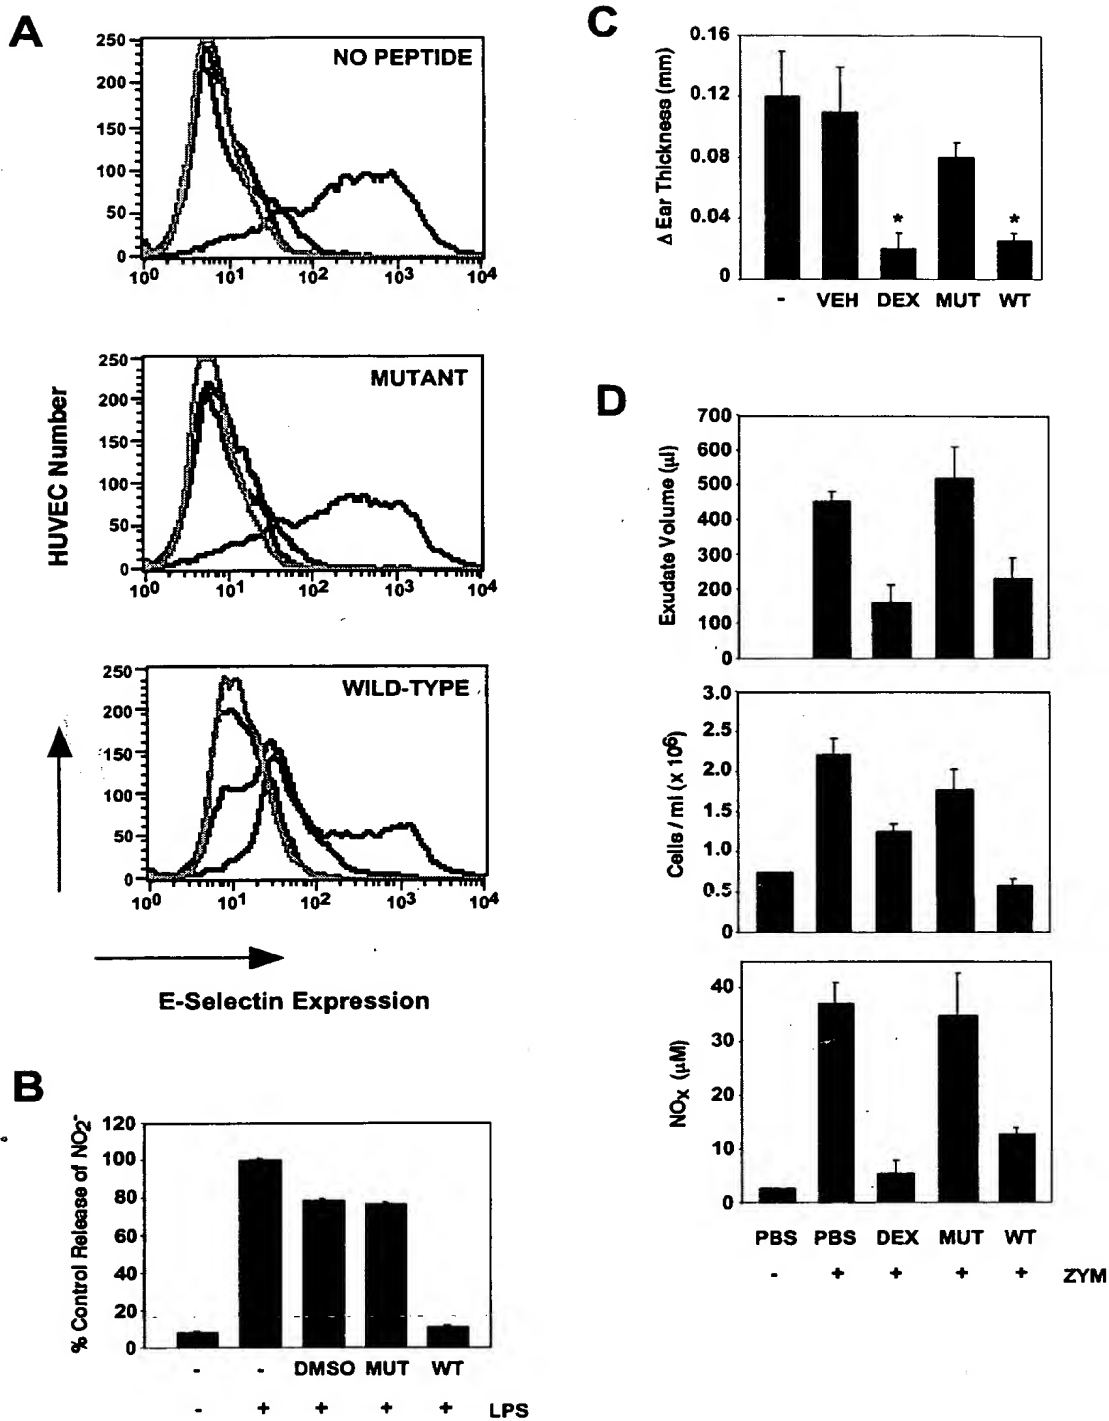 A
NO PEPTIDE
250
200
150
100
50
0
10^0 10^1 10^2 10^3 10^4
MUTANT
250
200
150
100
50
0
10^0 10^1 10^2 10^3 10^4
WILD-TYPE
250
200
150
100
50
0
10^0 10^1 10^2 10^3 10^4
HUVEC Number
E-Selectin Expression
B
% Control Release of NO2-
120
100
80
60
40
20
0
- - DMSO MUT WT
- + + + + LPS
C
Δ Ear Thickness (mm)
0.16
0.12
0.08
0.04
0
* *
- VEH DEX MUT WT
D
Exudate Volume (μl)
700
600
500
400
300
200
100
0
Cells / ml (x 10^6)
3.0
2.5
2.0
1.5
1.0
0.5
0
NOX (μM)
40
30
20
10
0
PBS PBS DEX MUT WT
- + + + + ZYM